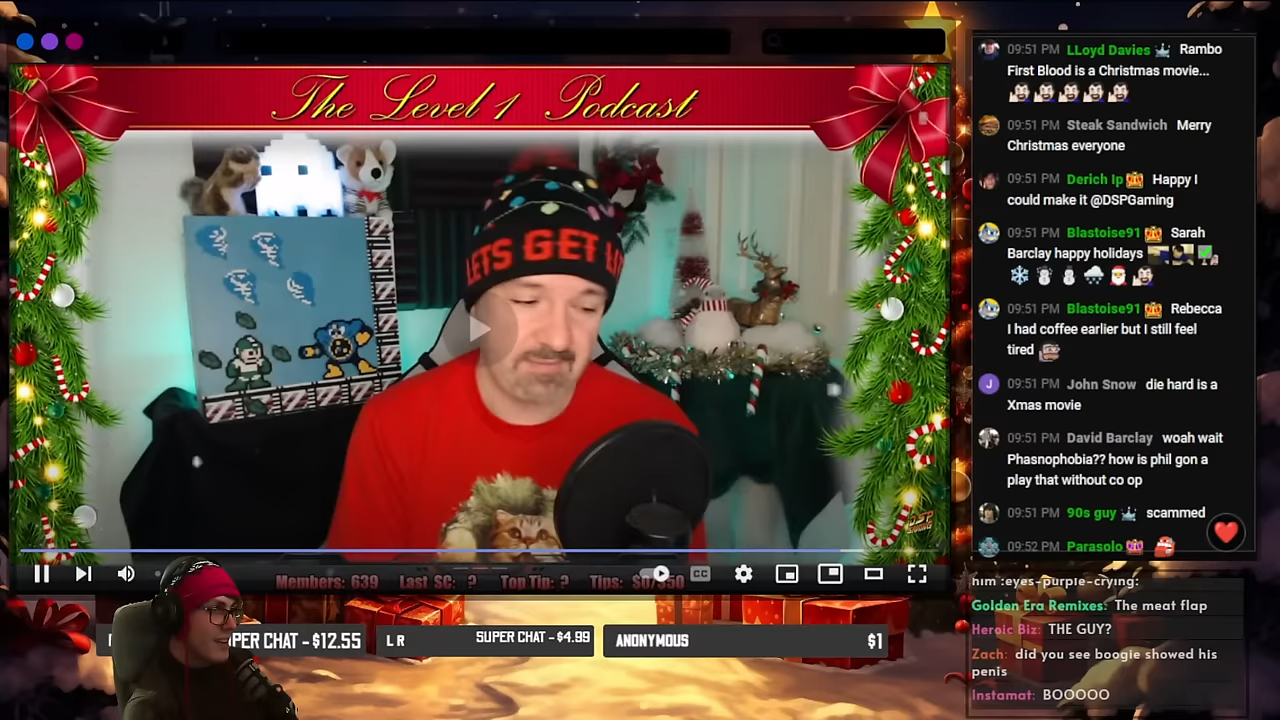 The Level 1 Podcast
LETS GET
Members: 639 Last SC: ? Top Tip: ? Tips: $0/$50
CC
SUPER CHAT - $12.55
L R SUPER CHAT - $4.99
ANONYMOUS $1
09:51 PM LLoyd Davies Rambo
First Blood is a Christmas movie...
09:51 PM Steak Sandwich Merry
Christmas everyone
09:51 PM Derich Ip Happy I
could make it @DSPGaming
09:51 PM Blastoise91 Sarah
Barclay happy holidays
09:51 PM Blastoise91 Rebecca
I had coffee earlier but I still feel
tired
J 09:51 PM John Snow die hard is a
Xmas movie
09:51 PM David Barclay woah wait
Phasnophobia?? how is phil gon a
play that without co op
09:51 PM 90s guy scammed
09:52 PM Parasolo
him :eyes-purple-crying:
Golden Era Remixes: The meat flap
Heroic Biz: THE GUY?
Zach: did you see boogie showed his
penis
Instamat: BOOOOO